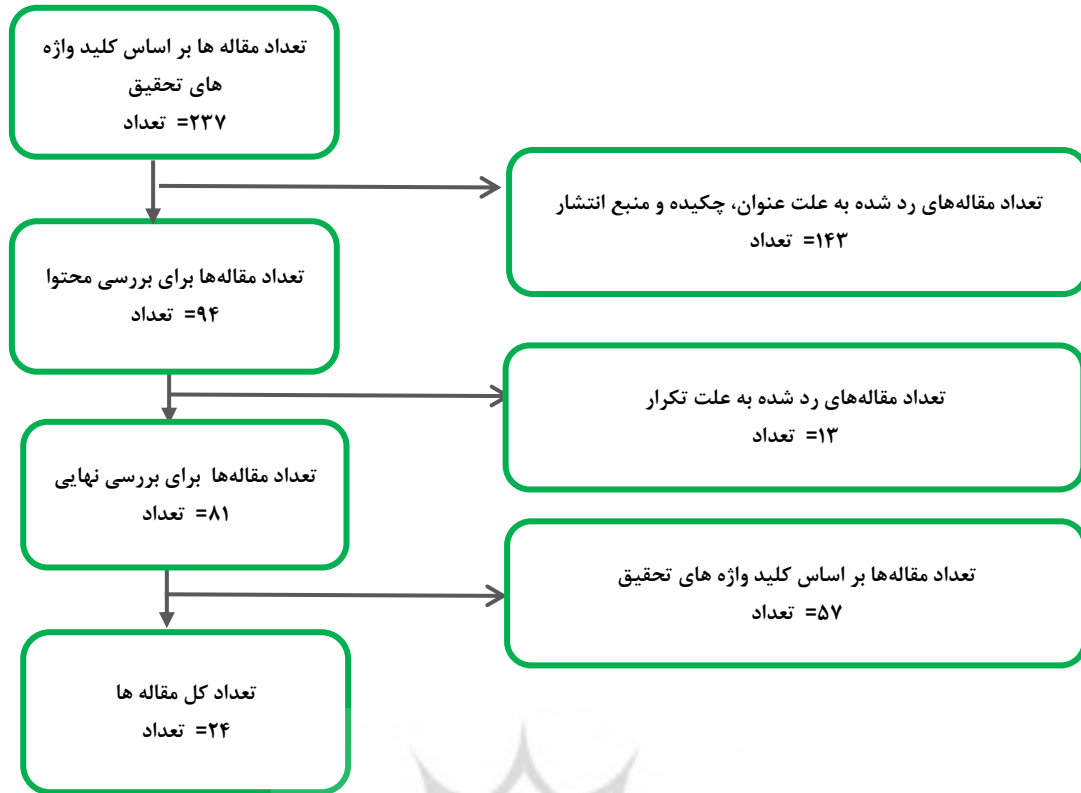 تعداد مقاله ها بر اساس کلید واژه
های تحقیق
تعداد =۲۳۷
تعداد مقاله‌های رد شده به علت عنوان، چکیده و منبع انتشار
تعداد =۱۴۳
تعداد مقاله‌ها برای بررسی محتوا
تعداد =۹۴
تعداد مقاله‌های رد شده به علت تکرار
تعداد =۱۳
تعداد مقاله‌ها برای بررسی نهایی
تعداد =۸۱
تعداد مقاله‌ها بر اساس کلید واژه های تحقیق
تعداد =۵۷
تعداد کل مقاله ها
تعداد =۲۴